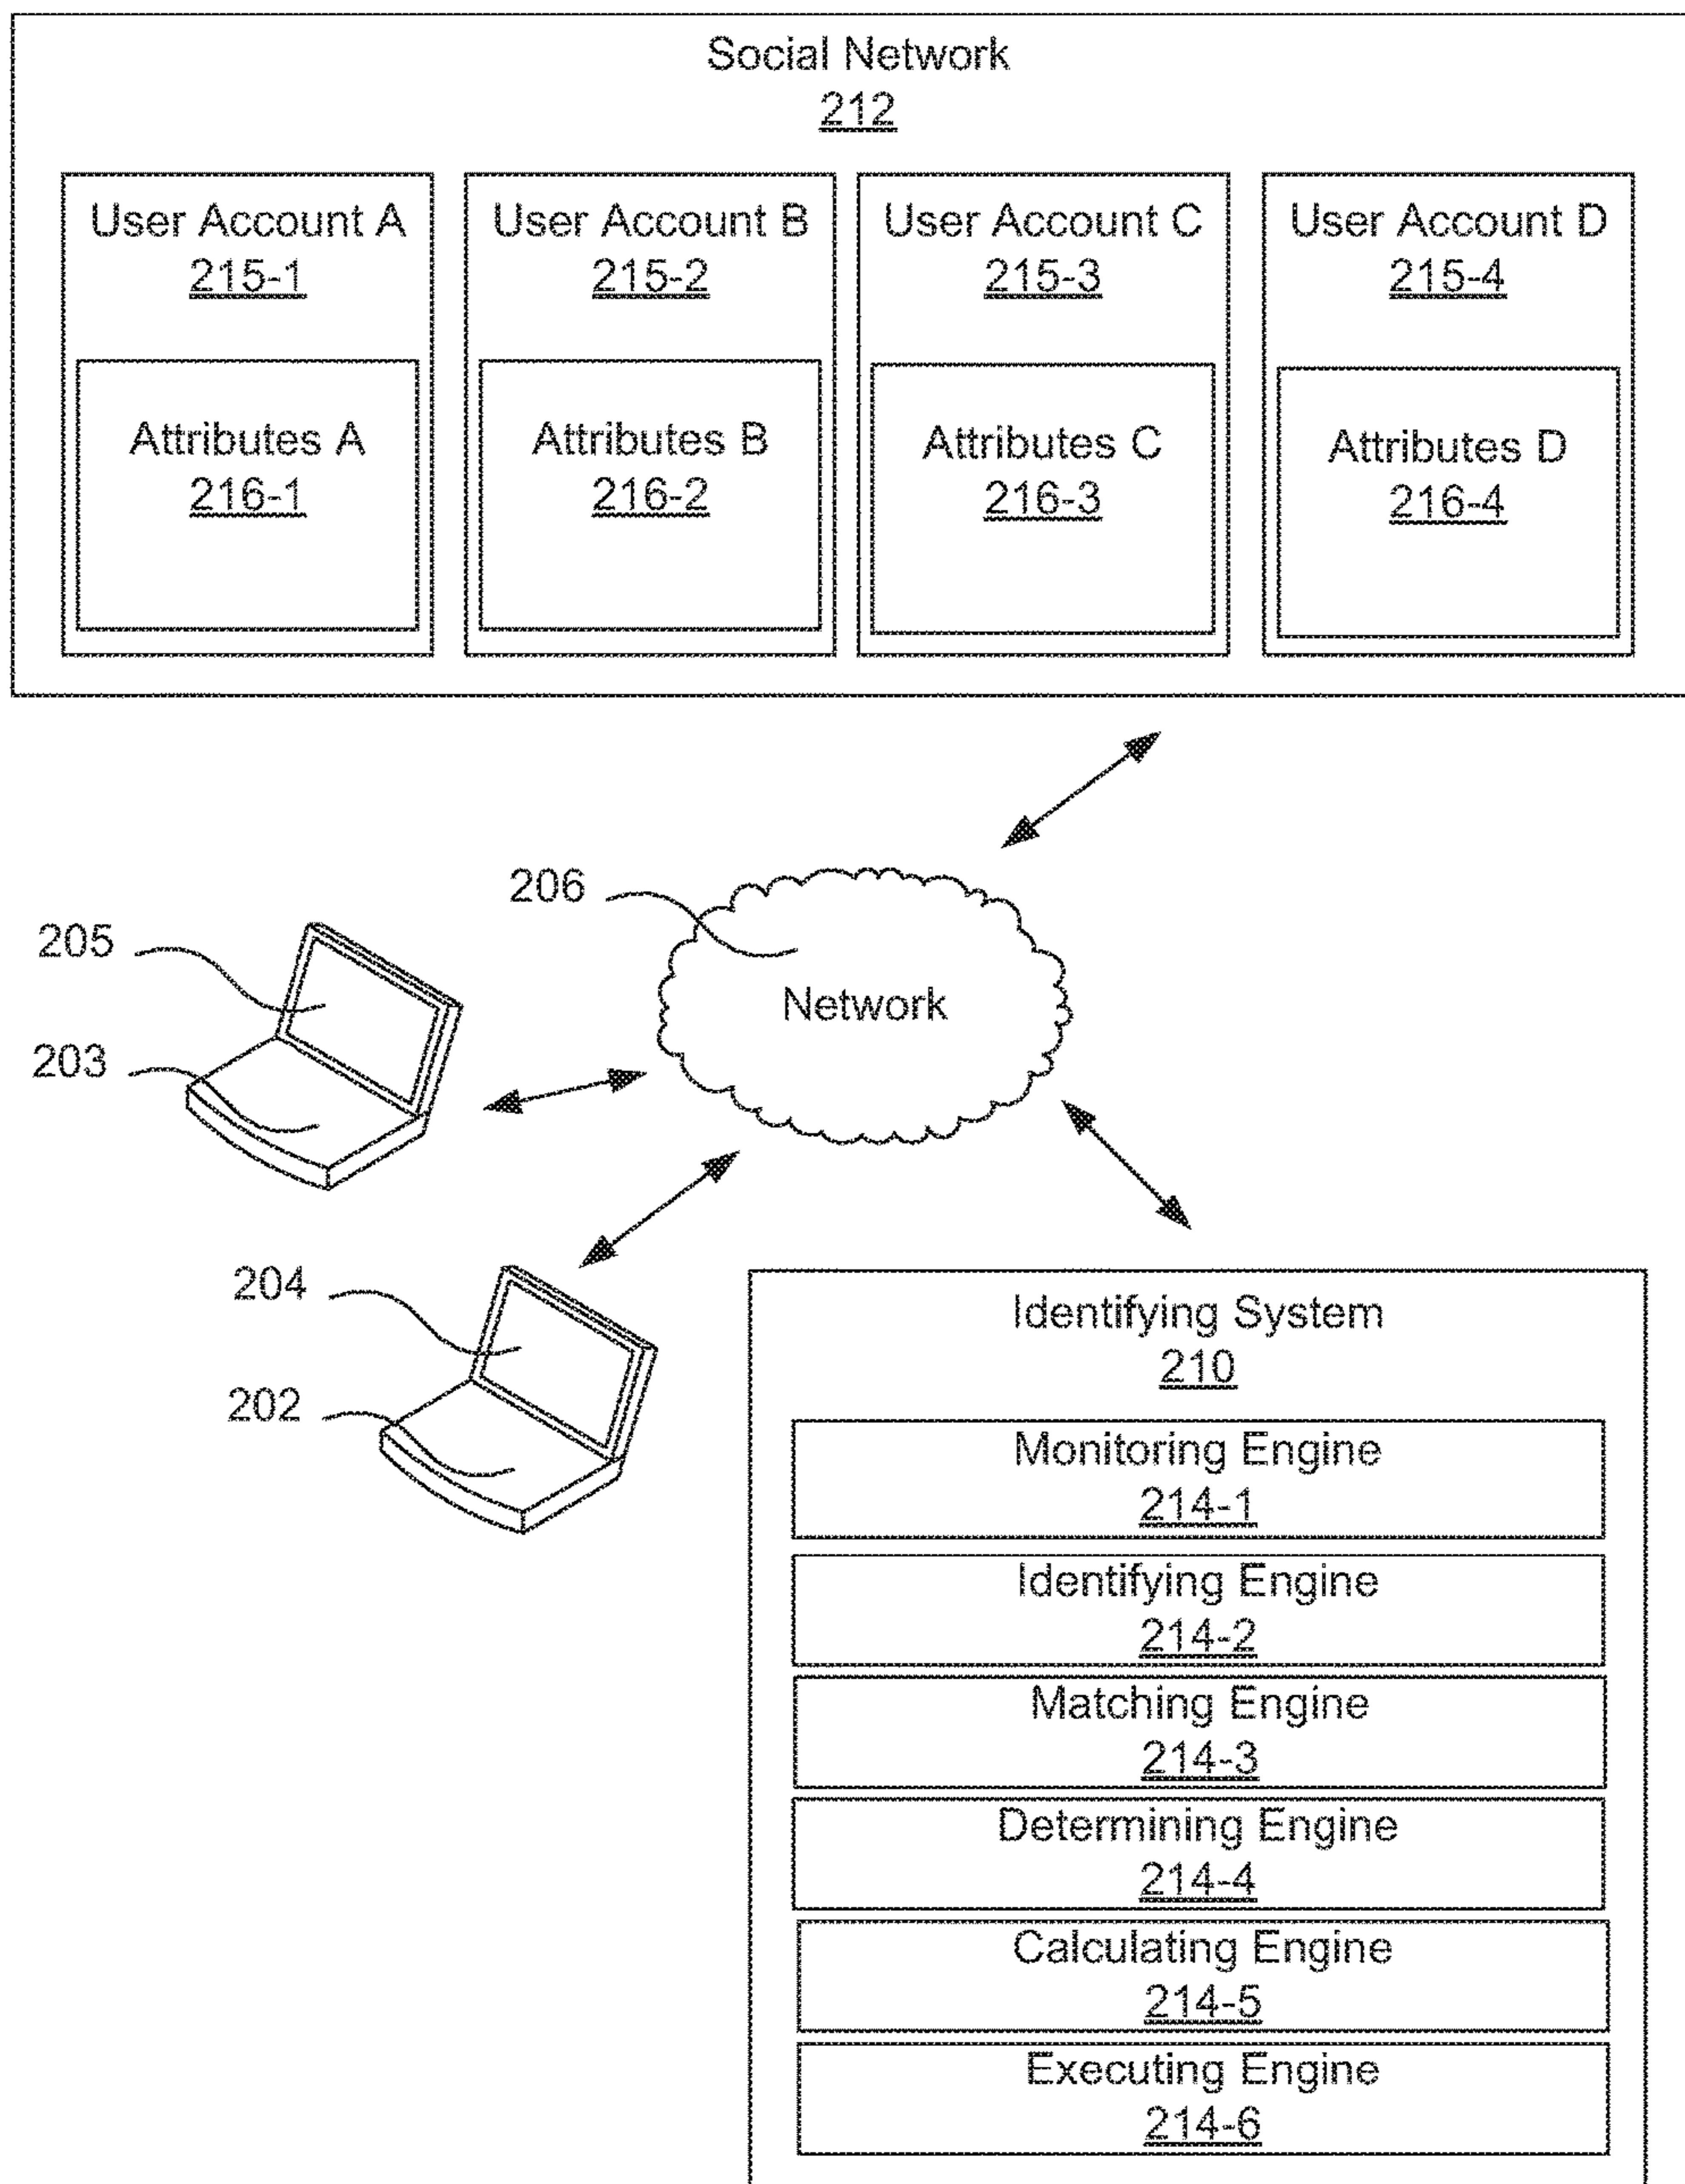 Social Network
212
User Account A
215-1
User Account B
215-2
User Account C
215-3
User Account D
215-4
Attributes A
216-1
Attributes B
216-2
Attributes C
216-3
Attributes D
216-4
206
Network
205
203
204
202
Identifying System
210
Monitoring Engine
214-1
Identifying Engine
214-2
Matching Engine
214-3
Determining Engine
214-4
Calculating Engine
214-5
Executing Engine
214-6